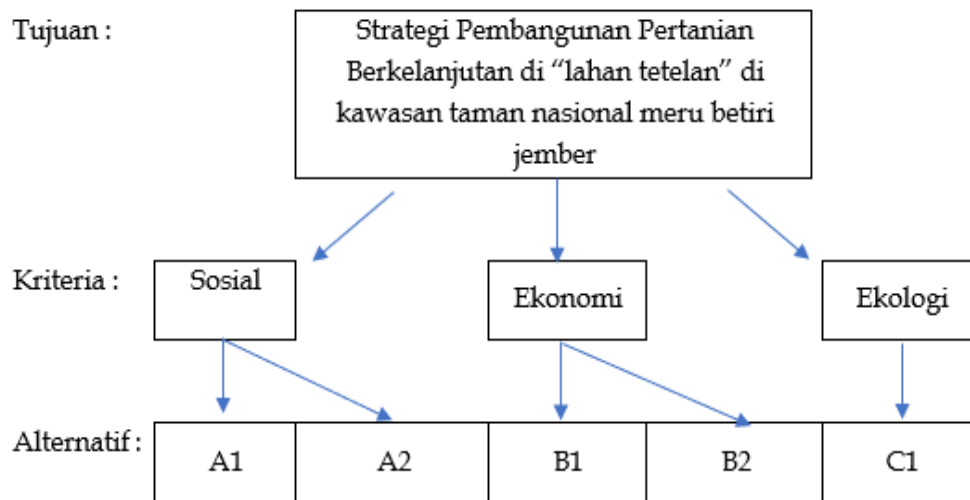 Tujuan :
Strategi Pembangunan Pertanian
Berkelanjutan di “lahan tetelan” di
kawasan taman nasional meru betiri
jember
Kriteria :
Sosial
Ekonomi
Ekologi
Alternatif :
A1
A2
B1
B2
C1